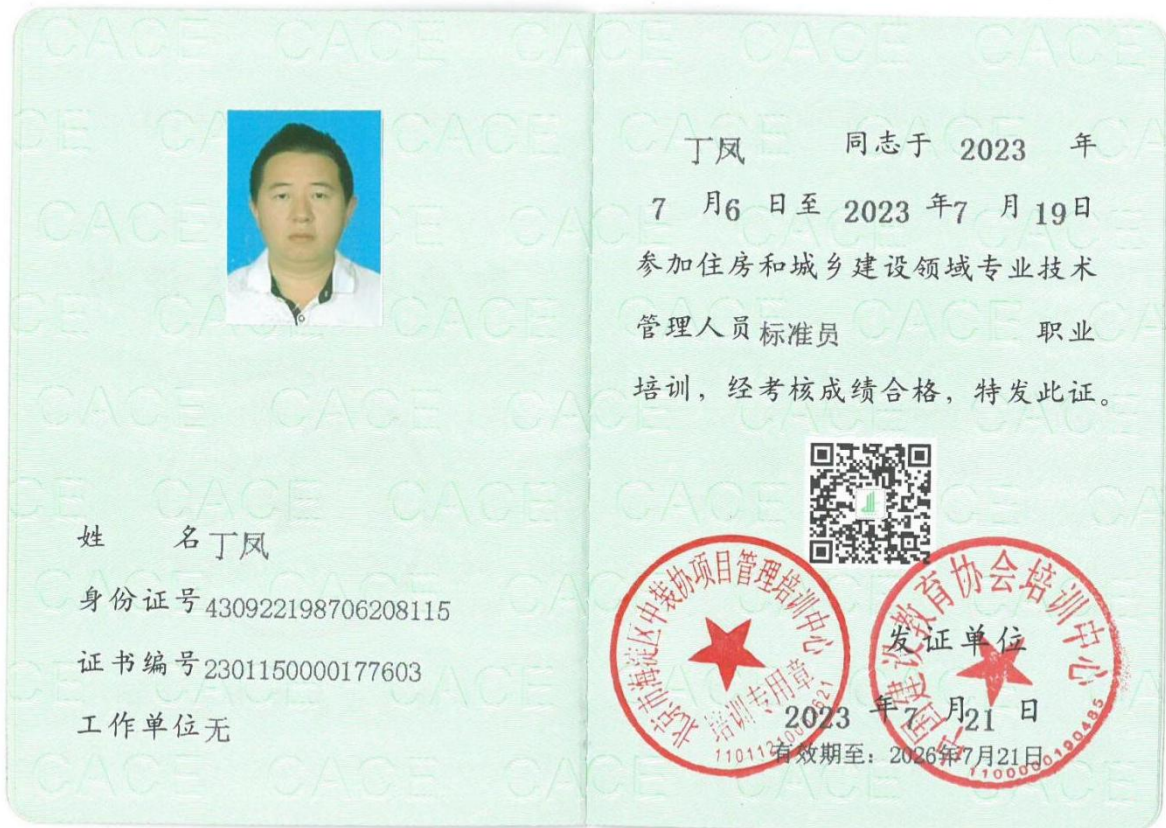 姓 名丁凤
身份证号430922198706208115
证书编号2301150000177603
工作单位无
丁凤 同志于 2023 年
7 月6 日至 2023 年7 月 19日
参加住房和城乡建设领域专业技术
管理人员标准员 职业
培训，经考核成绩合格，特发此证。
北京市海淀区中装协项目管理培训中心
培训专用章
中国建设教育协会培训中心
1100000190485
发证单位
2023 年7 月21 日
有效期至：2026年7月21日
CACE